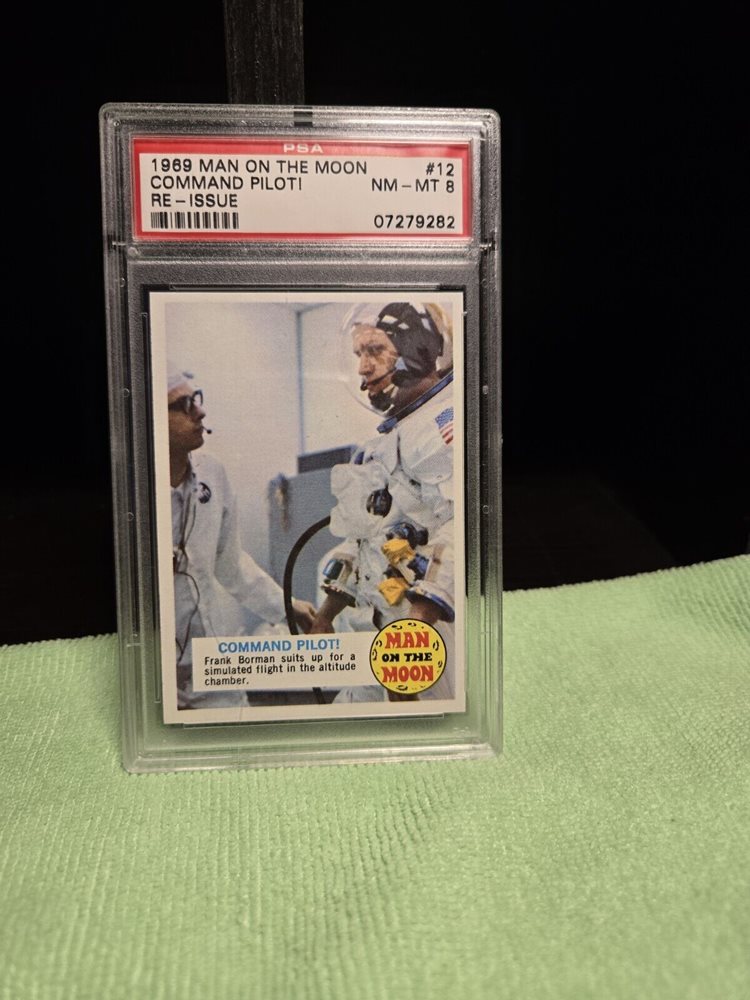 PSA
1969 MAN ON THE MOON #12
COMMAND PILOT! NM-MT 8
RE-ISSUE
07279282
COMMAND PILOT!
Frank Borman suits up for a
simulated flight in the altitude
chamber.
MAN
ON THE
MOON